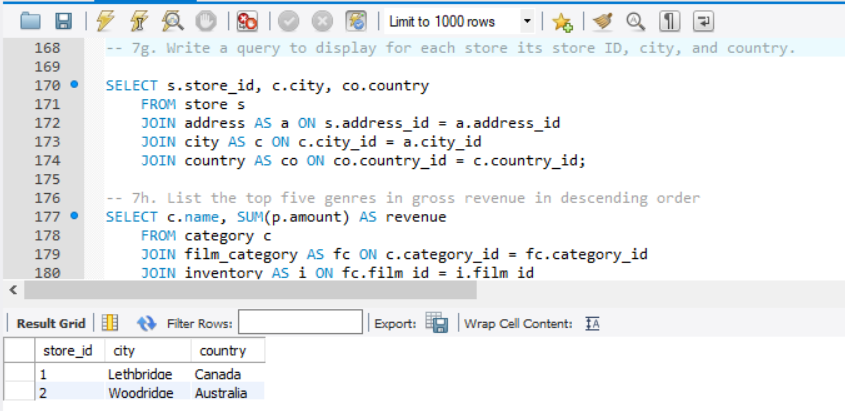 Limit to 1000 rows
168 -- 7g. Write a query to display for each store its store ID, city, and country.
169
170 SELECT s.store_id, c.city, co.country
171 FROM store s
172 JOIN address AS a ON s.address_id = a.address_id
173 JOIN city AS c ON c.city_id = a.city_id
174 JOIN country AS co ON co.country_id = c.country_id;
175
176 -- 7h. List the top five genres in gross revenue in descending order
177 SELECT c.name, SUM(p.amount) AS revenue
178 FROM category c
179 JOIN film_category AS fc ON c.category_id = fc.category_id
180 JOIN inventory AS i ON fc.film_id = i.film_id
Result Grid Filter Rows: Export: Wrap Cell Content: IA
store_id city country
1 Lethbridge Canada
2 Woodridge Australia